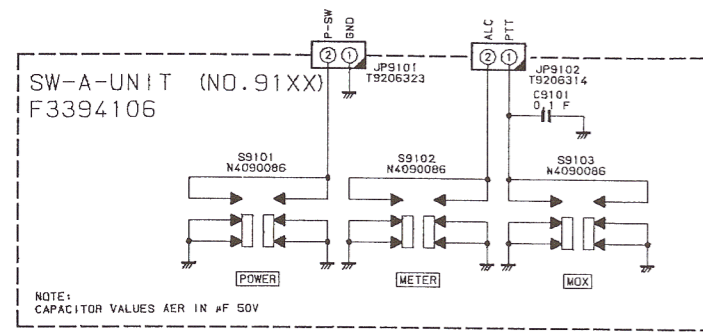 P-SW
GND
ALC
PTT
2 1
2 1
JP9101
T9206323
JP9102
T9206314
SW-A-UNIT (NO.91XX)
F3394106
C9101
0.1 F
S9101
N4090086
S9102
N4090086
S9103
N4090086
POWER
METER
MOX
NOTE:
CAPACITOR VALUES AER IN μF 50V